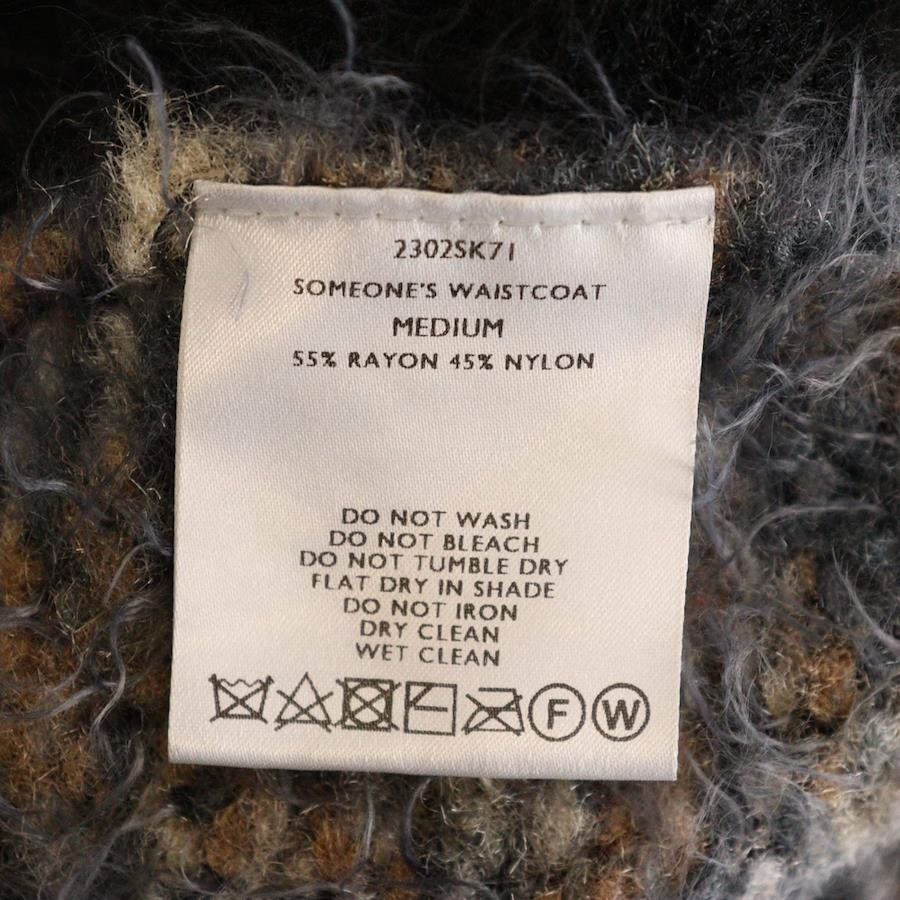 2302SK71
SOMEONE'S WAISTCOAT
MEDIUM
55% RAYON 45% NYLON
DO NOT WASH
DO NOT BLEACH
DO NOT TUMBLE DRY
FLAT DRY IN SHADE
DO NOT IRON
DRY CLEAN
WET CLEAN
F W